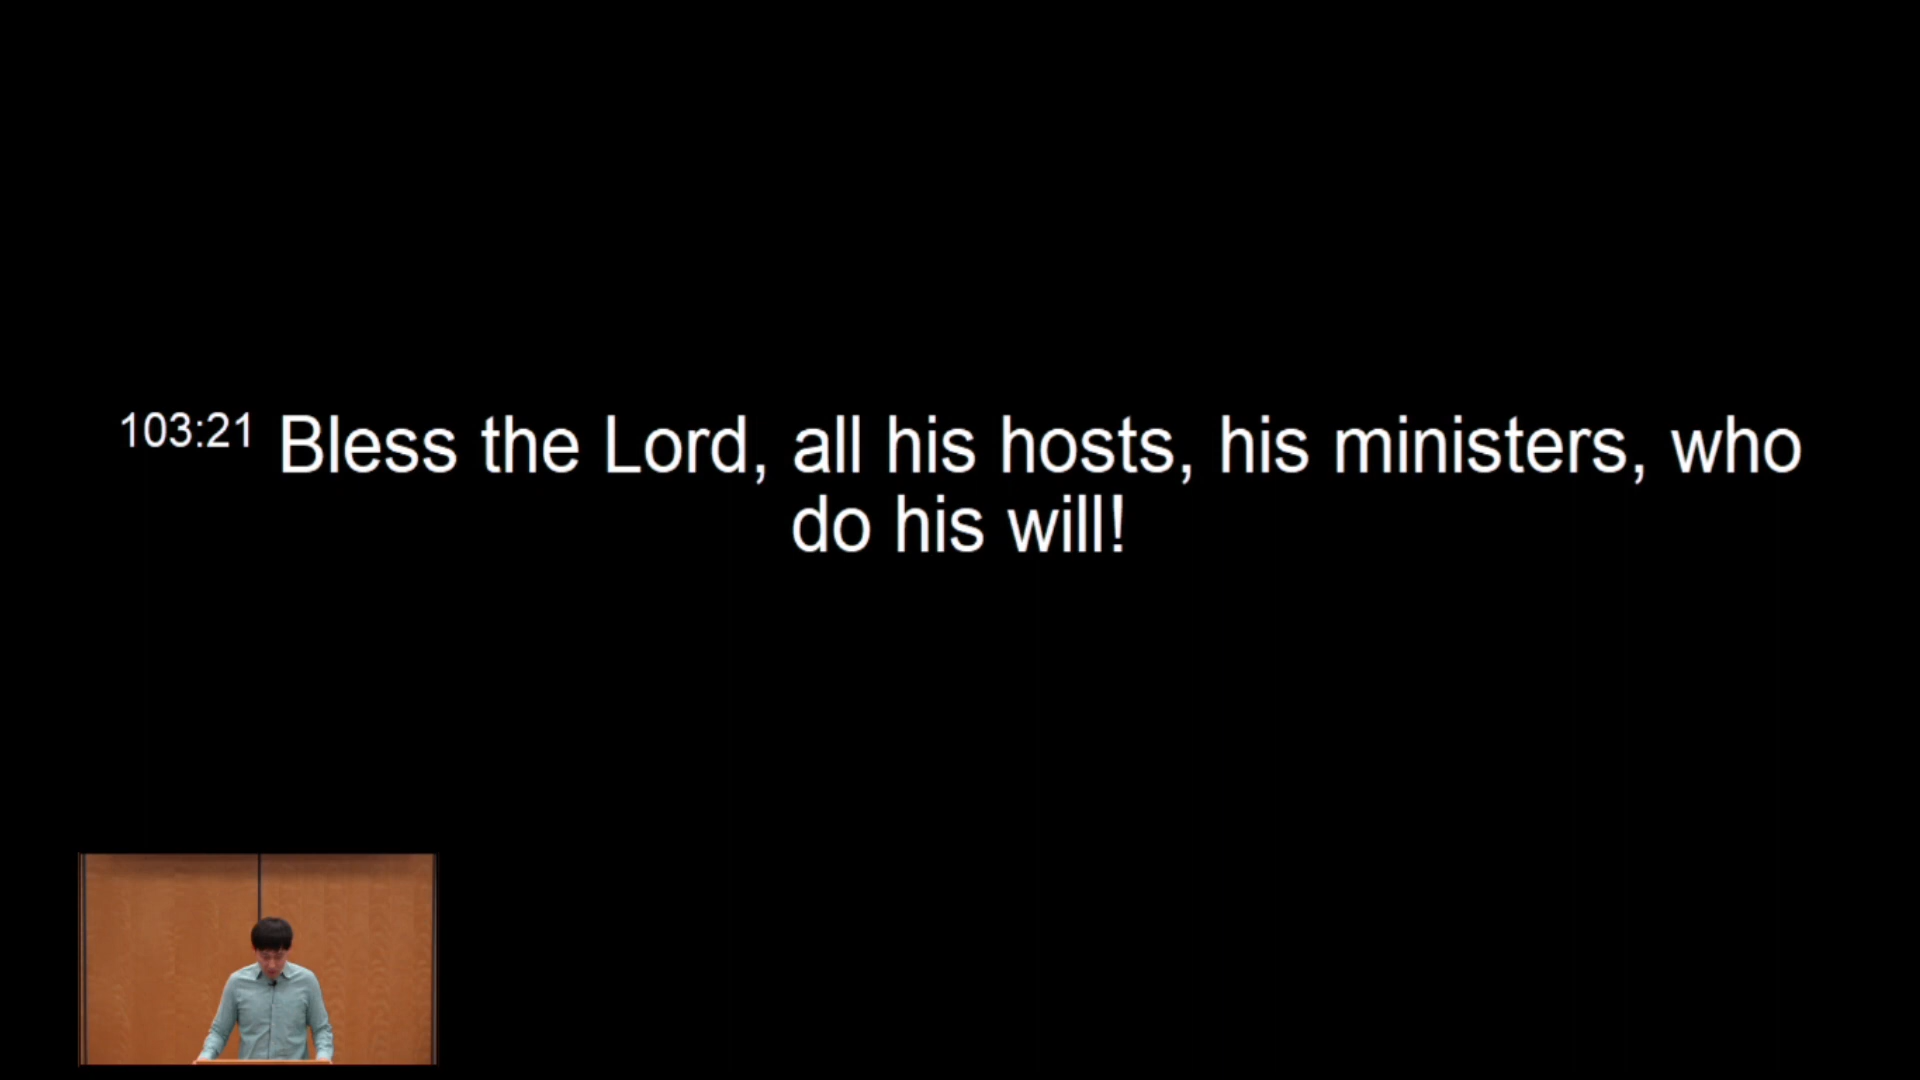 103:21 Bless the Lord, all his hosts, his ministers, who
do his will!